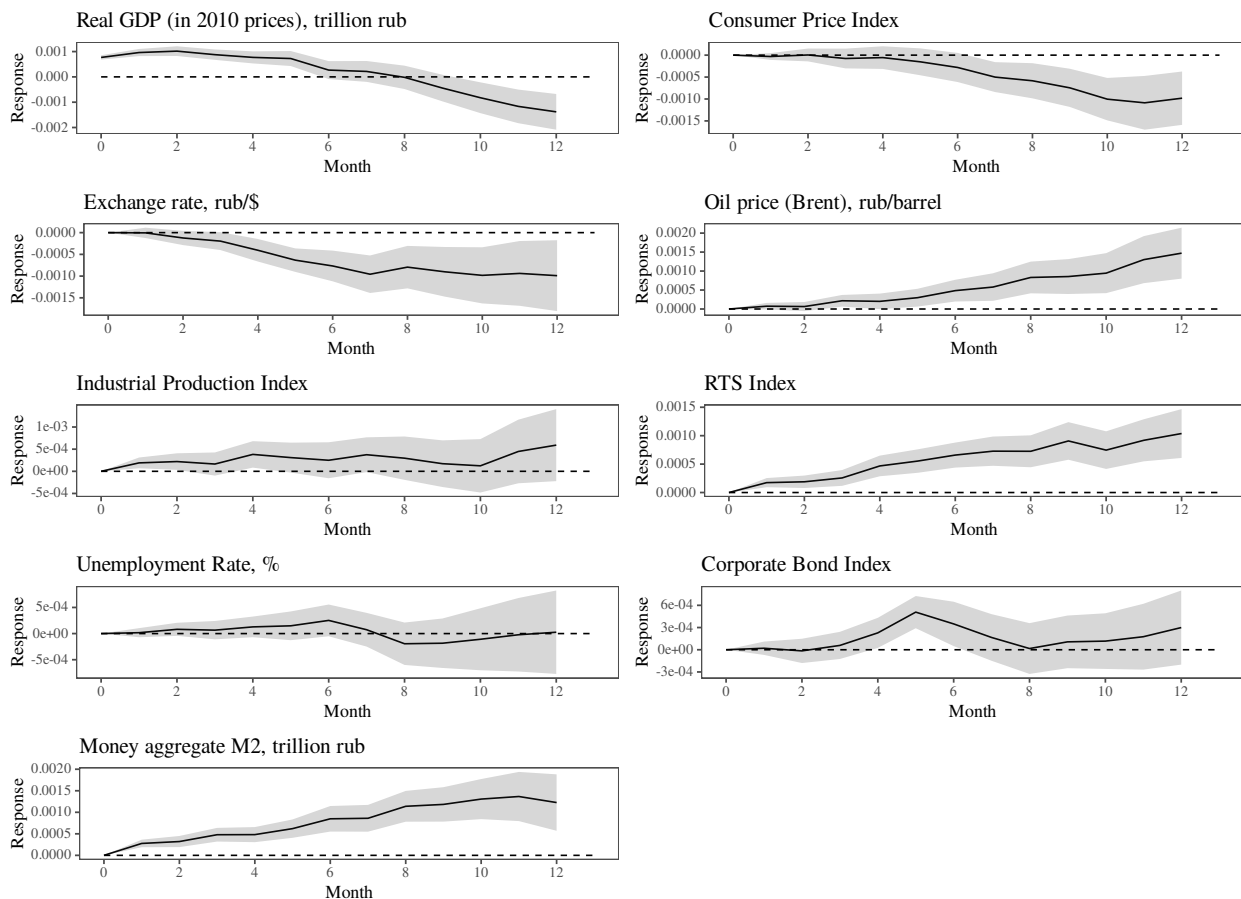 Real GDP (in 2010 prices), trillion rub
Response
0.001
0.000
-0.001
-0.002
0 2 4 6 8 10 12
Month
Consumer Price Index
Response
0.0000
-0.0005
-0.0010
-0.0015
0 2 4 6 8 10 12
Month
Exchange rate, rub/$
Response
0.0000
-0.0005
-0.0010
-0.0015
0 2 4 6 8 10 12
Month
Oil price (Brent), rub/barrel
Response
0.0020
0.0015
0.0010
0.0005
0.0000
0 2 4 6 8 10 12
Month
Industrial Production Index
Response
1e-03
5e-04
0e+00
-5e-04
0 2 4 6 8 10 12
Month
RTS Index
Response
0.0015
0.0010
0.0005
0.0000
0 2 4 6 8 10 12
Month
Unemployment Rate, %
Response
5e-04
0e+00
-5e-04
0 2 4 6 8 10 12
Month
Corporate Bond Index
Response
6e-04
3e-04
0e+00
-3e-04
0 2 4 6 8 10 12
Month
Money aggregate M2, trillion rub
Response
0.0020
0.0015
0.0010
0.0005
0.0000
0 2 4 6 8 10 12
Month